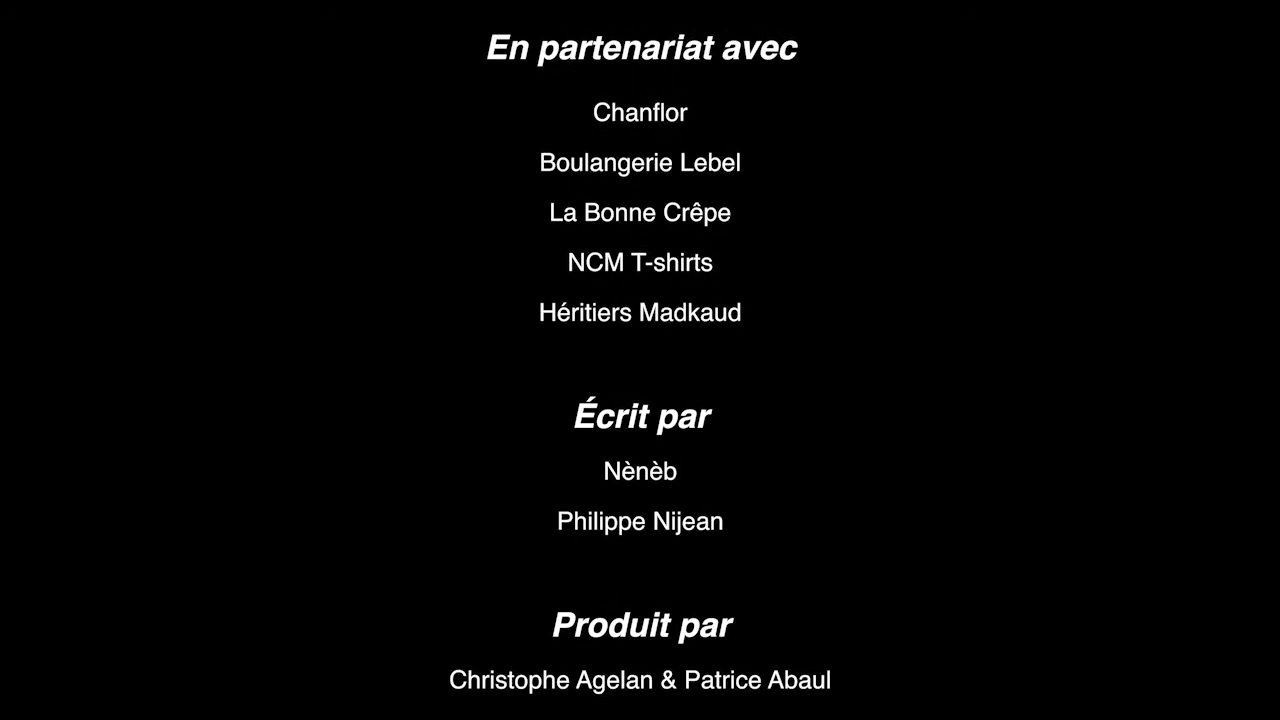 En partenariat avec
Chanflor
Boulangerie Lebel
La Bonne Crêpe
NCM T-shirts
Héritiers Madkaud
Écrit par
Nènèb
Philippe Nijean
Produit par
Christophe Agelan & Patrice Abaul